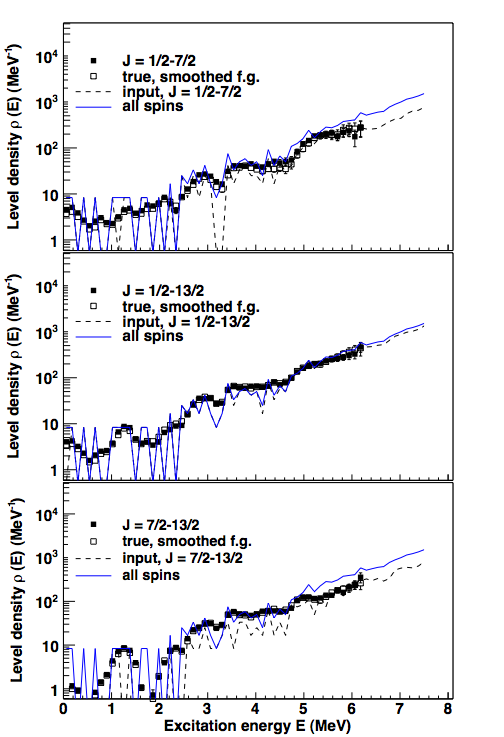 Level density ρ (E) (MeV⁻¹)
10⁴
10³
10²
10
1
J = 1/2-7/2
true, smoothed f.g.
input, J = 1/2-7/2
all spins
Level density ρ (E) (MeV⁻¹)
10⁴
10³
10²
10
1
J = 1/2-13/2
true, smoothed f.g.
input, J = 1/2-13/2
all spins
Level density ρ (E) (MeV⁻¹)
10⁴
10³
10²
10
1
J = 7/2-13/2
true, smoothed f.g.
input, J = 7/2-13/2
all spins
0 1 2 3 4 5 6 7 8
Excitation energy E (MeV)